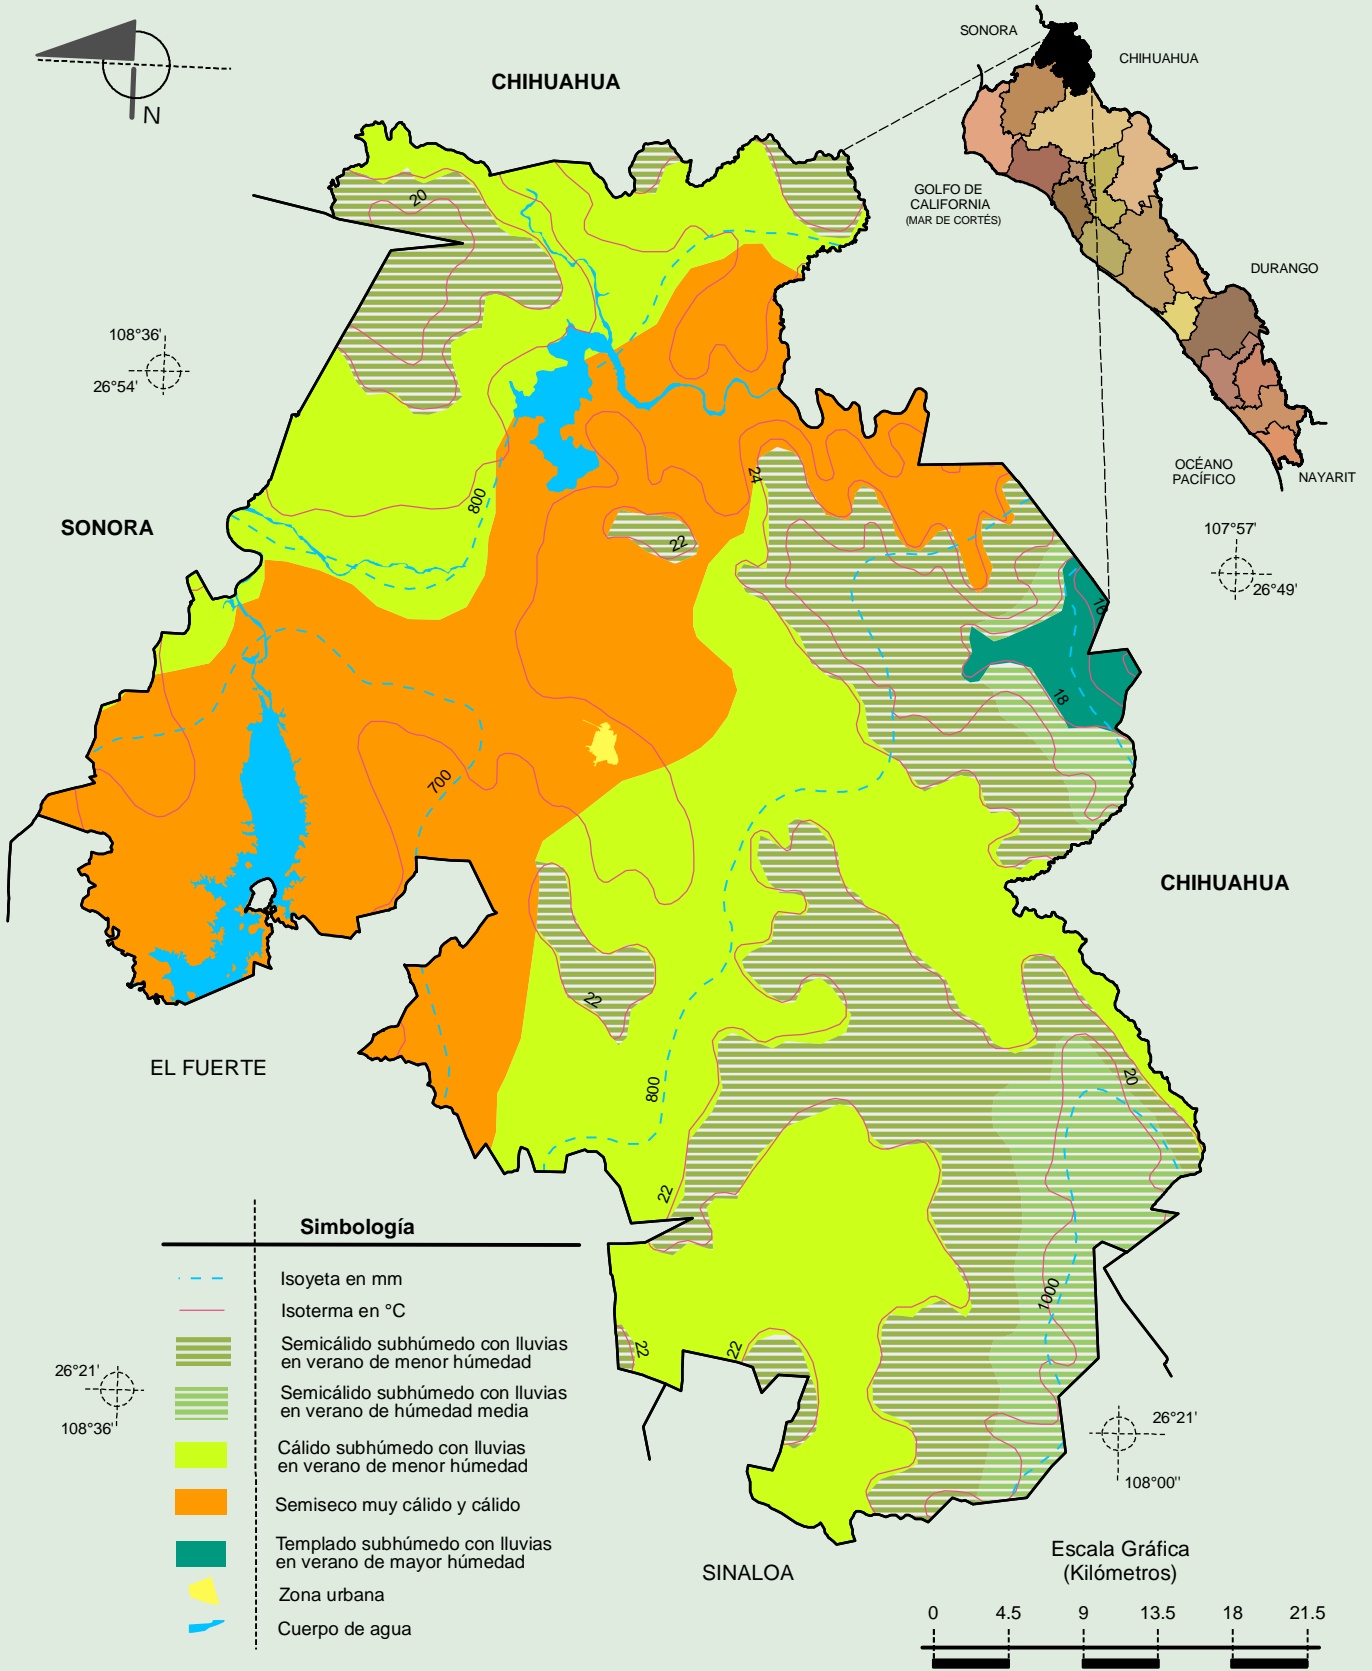 SONORA
CHIHUAHUA
CHIHUAHUA
N
GOLFO DE
CALIFORNIA
(MAR DE CORTÉS)
DURANGO
OCÉANO
PACÍFICO
NAYARIT
20
108°36'
26°54'
SONORA
800
24
22
107°57'
26°49'
16
18
700
CHIHUAHUA
22
EL FUERTE
800
20
22
1000
22
22
Simbología
Isoyeta en mm
Isoterma en °C
Semicálido subhúmedo con lluvias
en verano de menor húmedad
Semicálido subhúmedo con lluvias
en verano de húmedad media
Cálido subhúmedo con lluvias
en verano de menor húmedad
Semiseco muy cálido y cálido
Templado subhúmedo con lluvias
en verano de mayor húmedad
Zona urbana
Cuerpo de agua
26°21'
108°36'
26°21'
108°00"
SINALOA
Escala Gráfica
(Kilómetros)
0 4.5 9 13.5 18 21.5